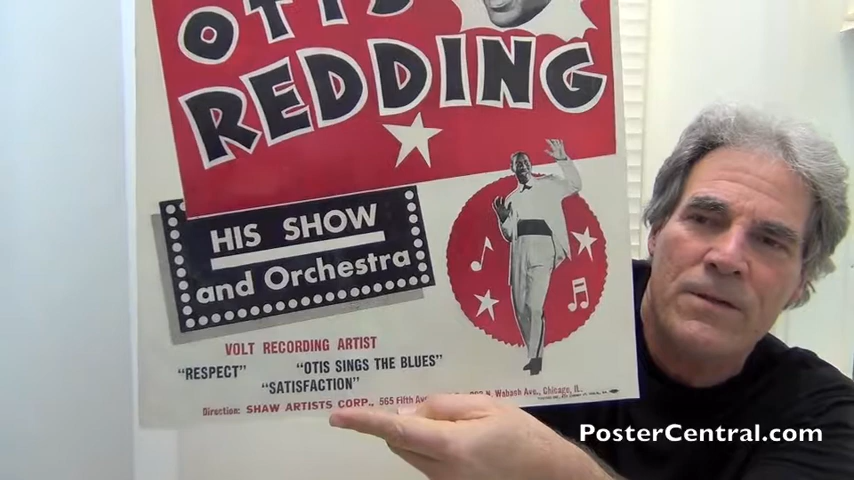 OTIS
REDDING
HIS SHOW
and Orchestra
VOLT RECORDING ARTIST
"RESPECT" "OTIS SINGS THE BLUES"
"SATISFACTION"
Direction: SHAW ARTISTS CORP., 565 Fifth N. Wabash Ave., Chicago, Ill.
PosterCentral.com